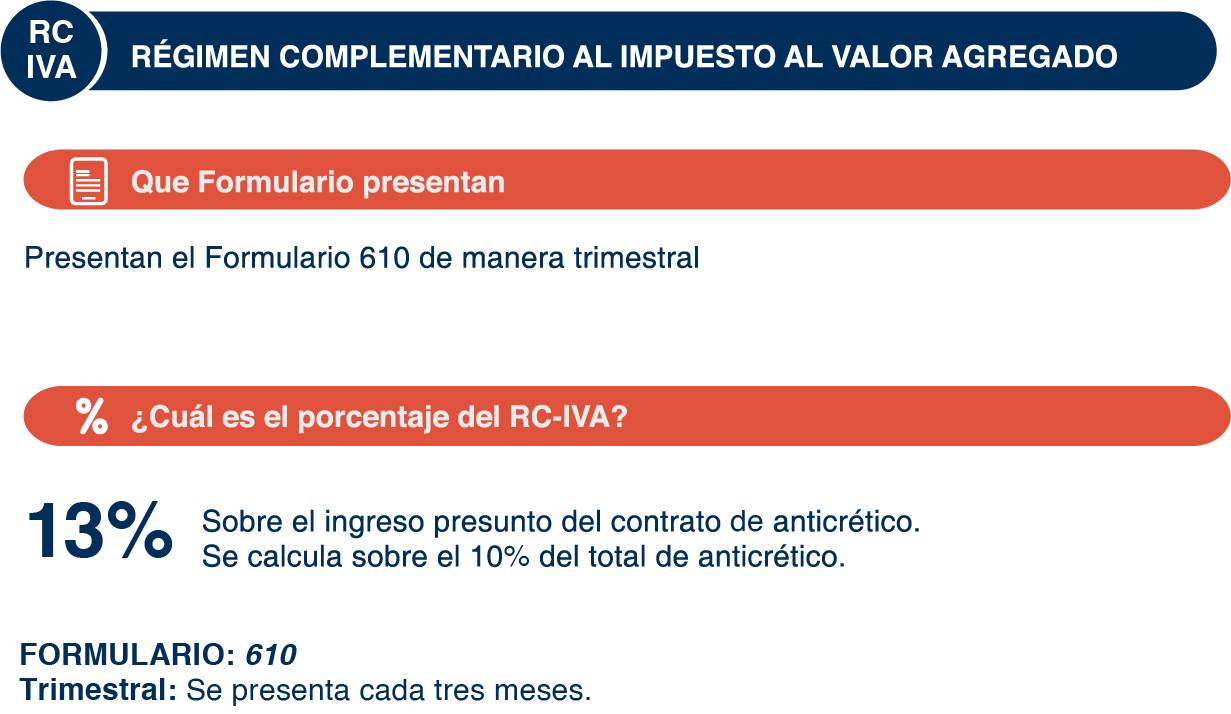 RC
IVA
RÉGIMEN COMPLEMENTARIO AL IMPUESTO AL VALOR AGREGADO
Que Formulario presentan
Presentan el Formulario 610 de manera trimestral
% ¿Cuál es el porcentaje del RC-IVA?
13%
Sobre el ingreso presunto del contrato de anticrético.
Se calcula sobre el 10% del total de anticrético.
FORMULARIO: 610
Trimestral: Se presenta cada tres meses.